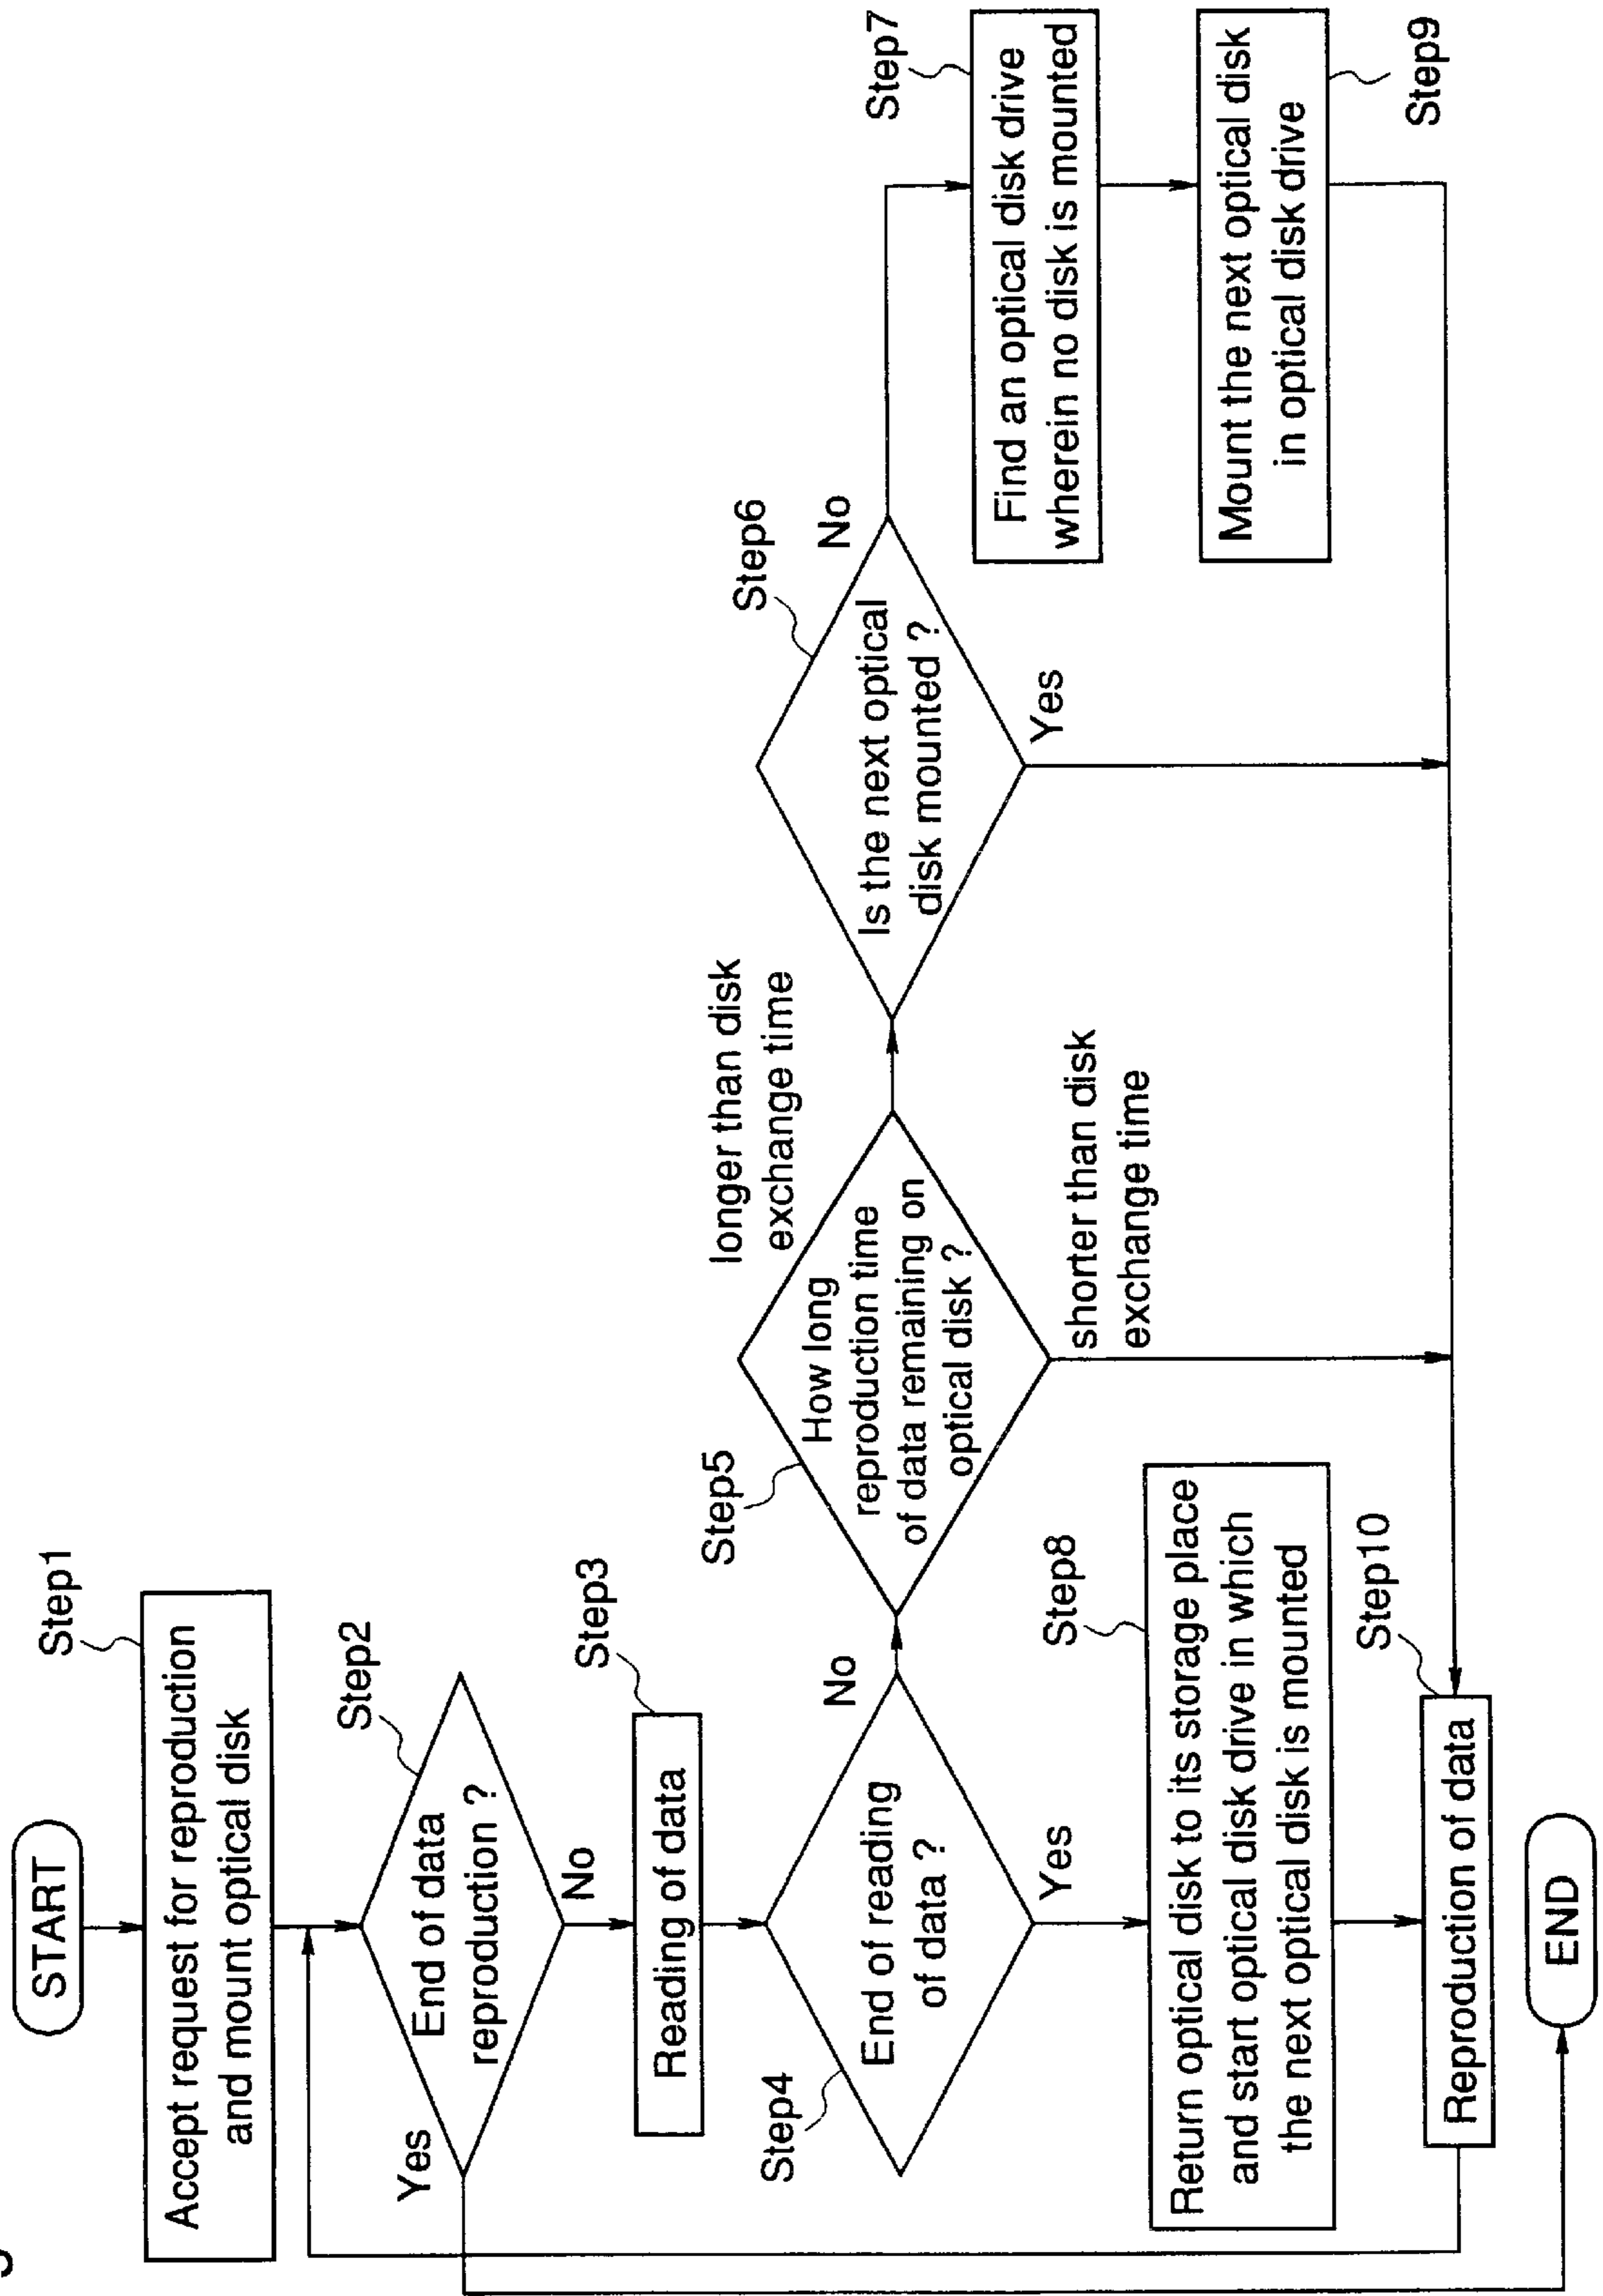 START
Step1
Accept request for reproduction
and mount optical disk
Step2
End of data
reproduction ?
Yes
No
Step3
Reading of data
Step4
End of reading
of data ?
No
Yes
Step5
How long
reproduction time
of data remaining on
optical disk ?
longer than disk
exchange time
shorter than disk
exchange time
Step6
Is the next optical
disk mounted ?
No
Yes
Step7
Find an optical disk drive
wherein no disk is mounted
Mount the next optical disk
in optical disk drive
Step9
Step8
Return optical disk to its storage place
and start optical disk drive in which
the next optical disk is mounted
Step10
Reproduction of data
END